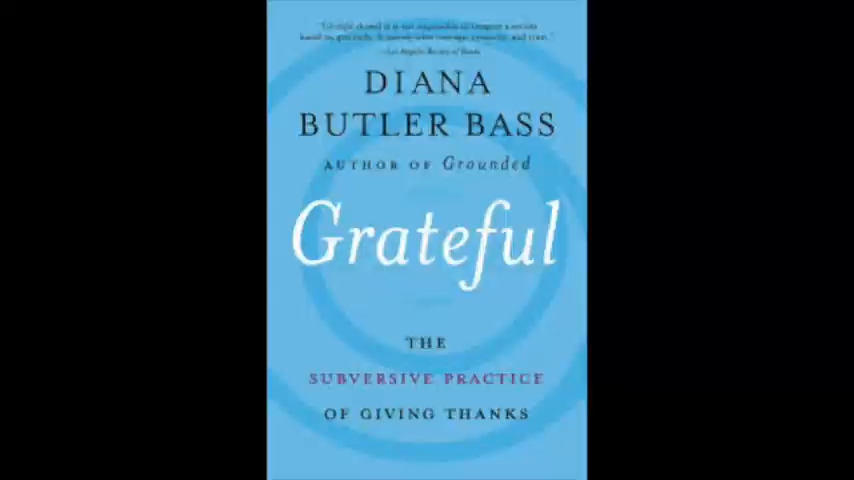 DIANA
BUTLER BASS
AUTHOR OF Grounded
Grateful
THE
SUBVERSIVE PRACTICE
OF GIVING THANKS